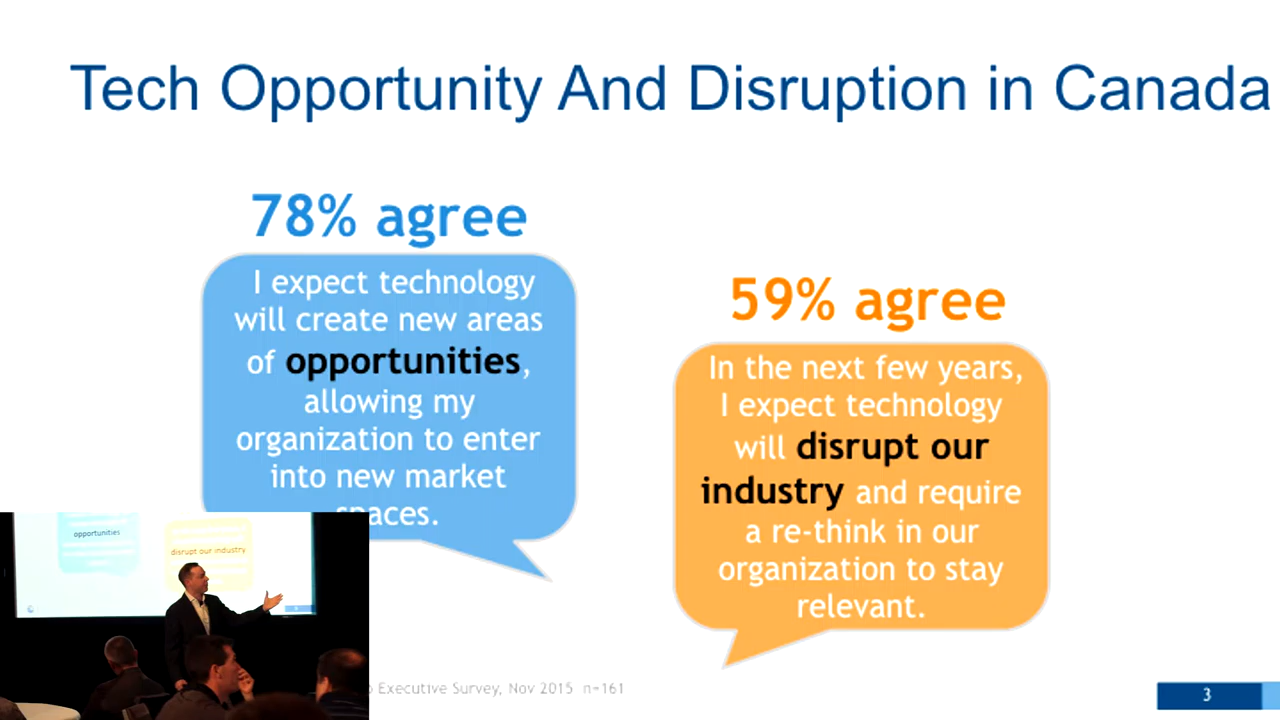 Tech Opportunity And Disruption in Canada
78% agree
I expect technology
will create new areas
of opportunities,
allowing my
organization to enter
into new market
spaces.
59% agree
In the next few years,
I expect technology
will disrupt our
industry and require
a re-think in our
organization to stay
relevant.
opportunities
disrupt our industry
Executive Survey, Nov 2015 n=161
3